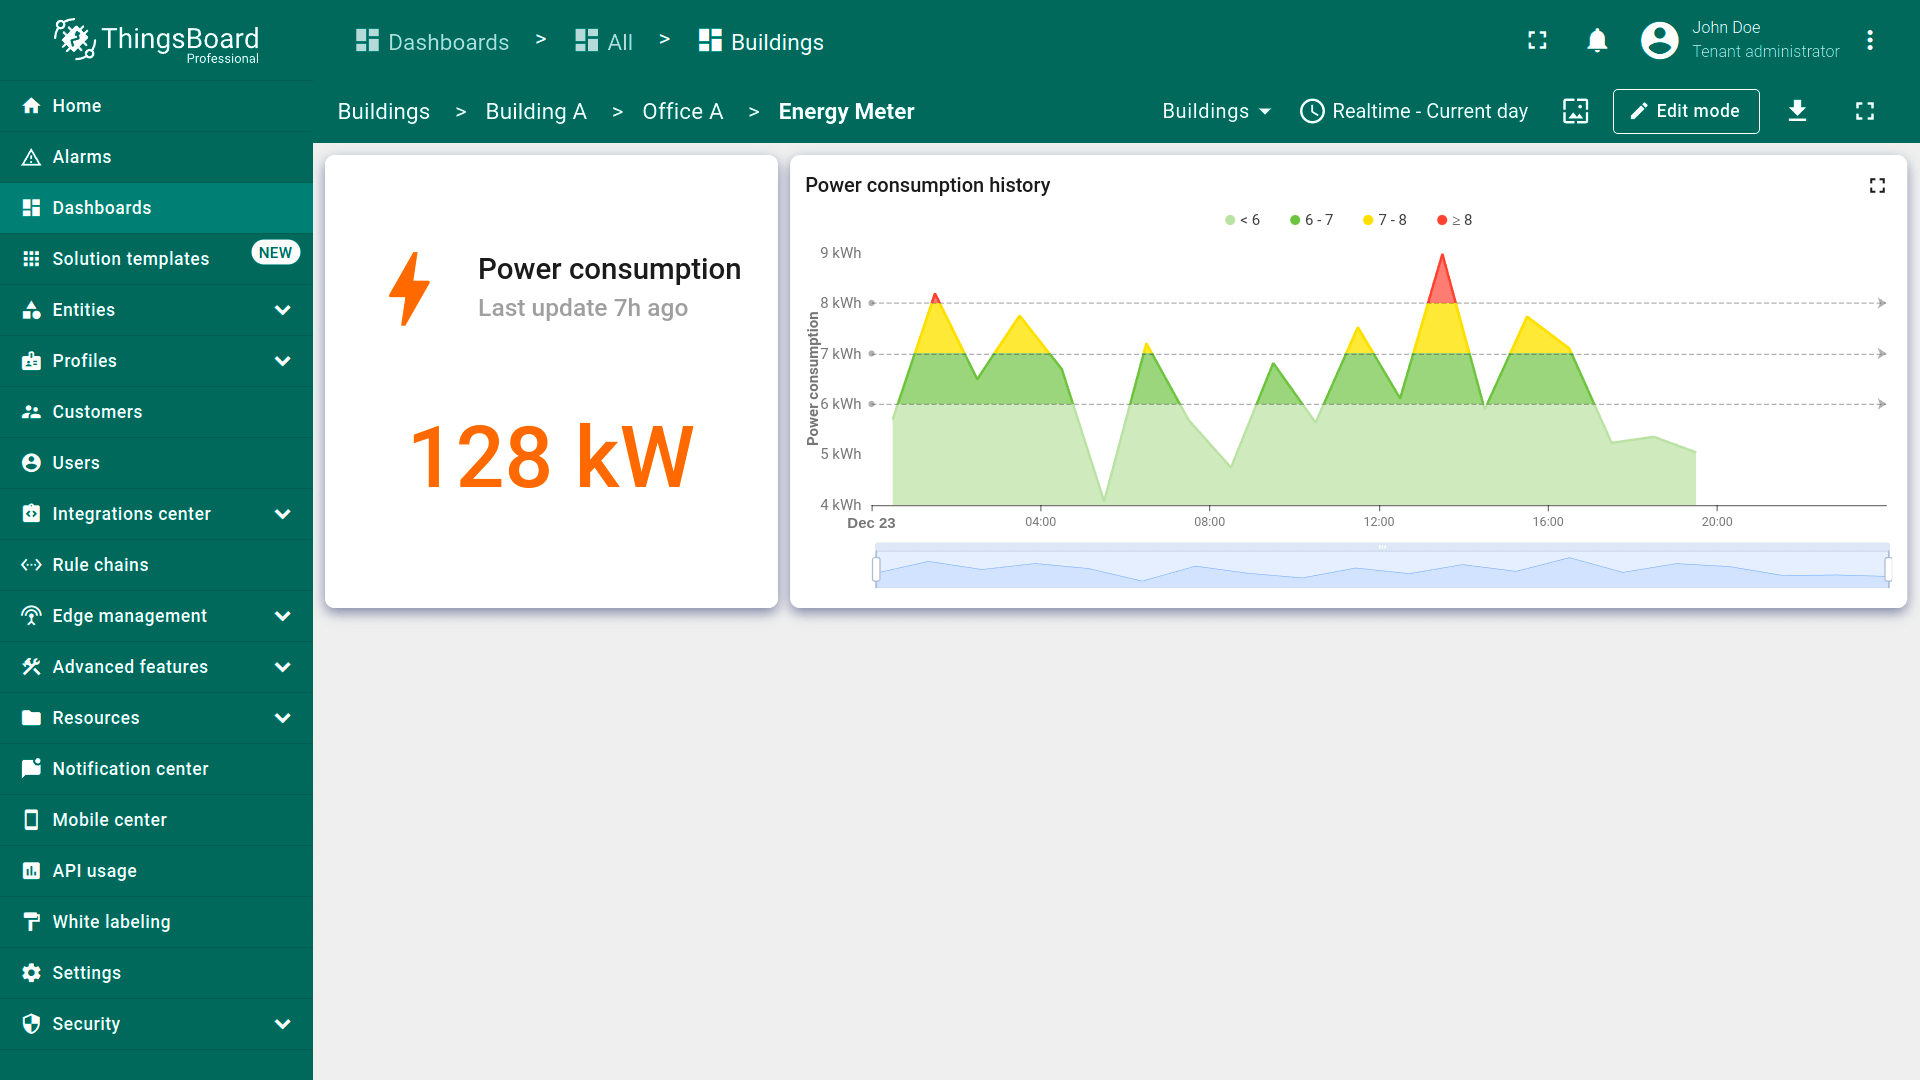 ThingsBoard
Professional
Dashboards > All > Buildings
John Doe
Tenant administrator
Home
Alarms
Dashboards
Solution templates NEW
Entities
Profiles
Customers
Users
Integrations center
Rule chains
Edge management
Advanced features
Resources
Notification center
Mobile center
API usage
White labeling
Settings
Security
Buildings > Building A > Office A > Energy Meter
Buildings
Realtime - Current day
Edit mode
Power consumption
Last update 7h ago
128 kW
Power consumption history
< 6 6 - 7 7 - 8 ≥ 8
Power consumption
9 kWh
8 kWh
7 kWh
6 kWh
5 kWh
4 kWh
Dec 23 04:00 08:00 12:00 16:00 20:00